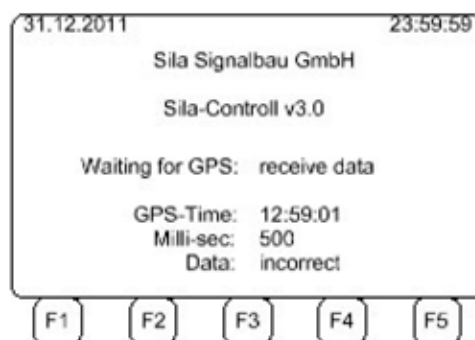 31.12.2011 23:59:59
Sila Signalbau GmbH
Sila-Controll v3.0
Waiting for GPS: receive data
GPS-Time: 12:59:01
Milli-sec: 500
Data: incorrect
F1 F2 F3 F4 F5